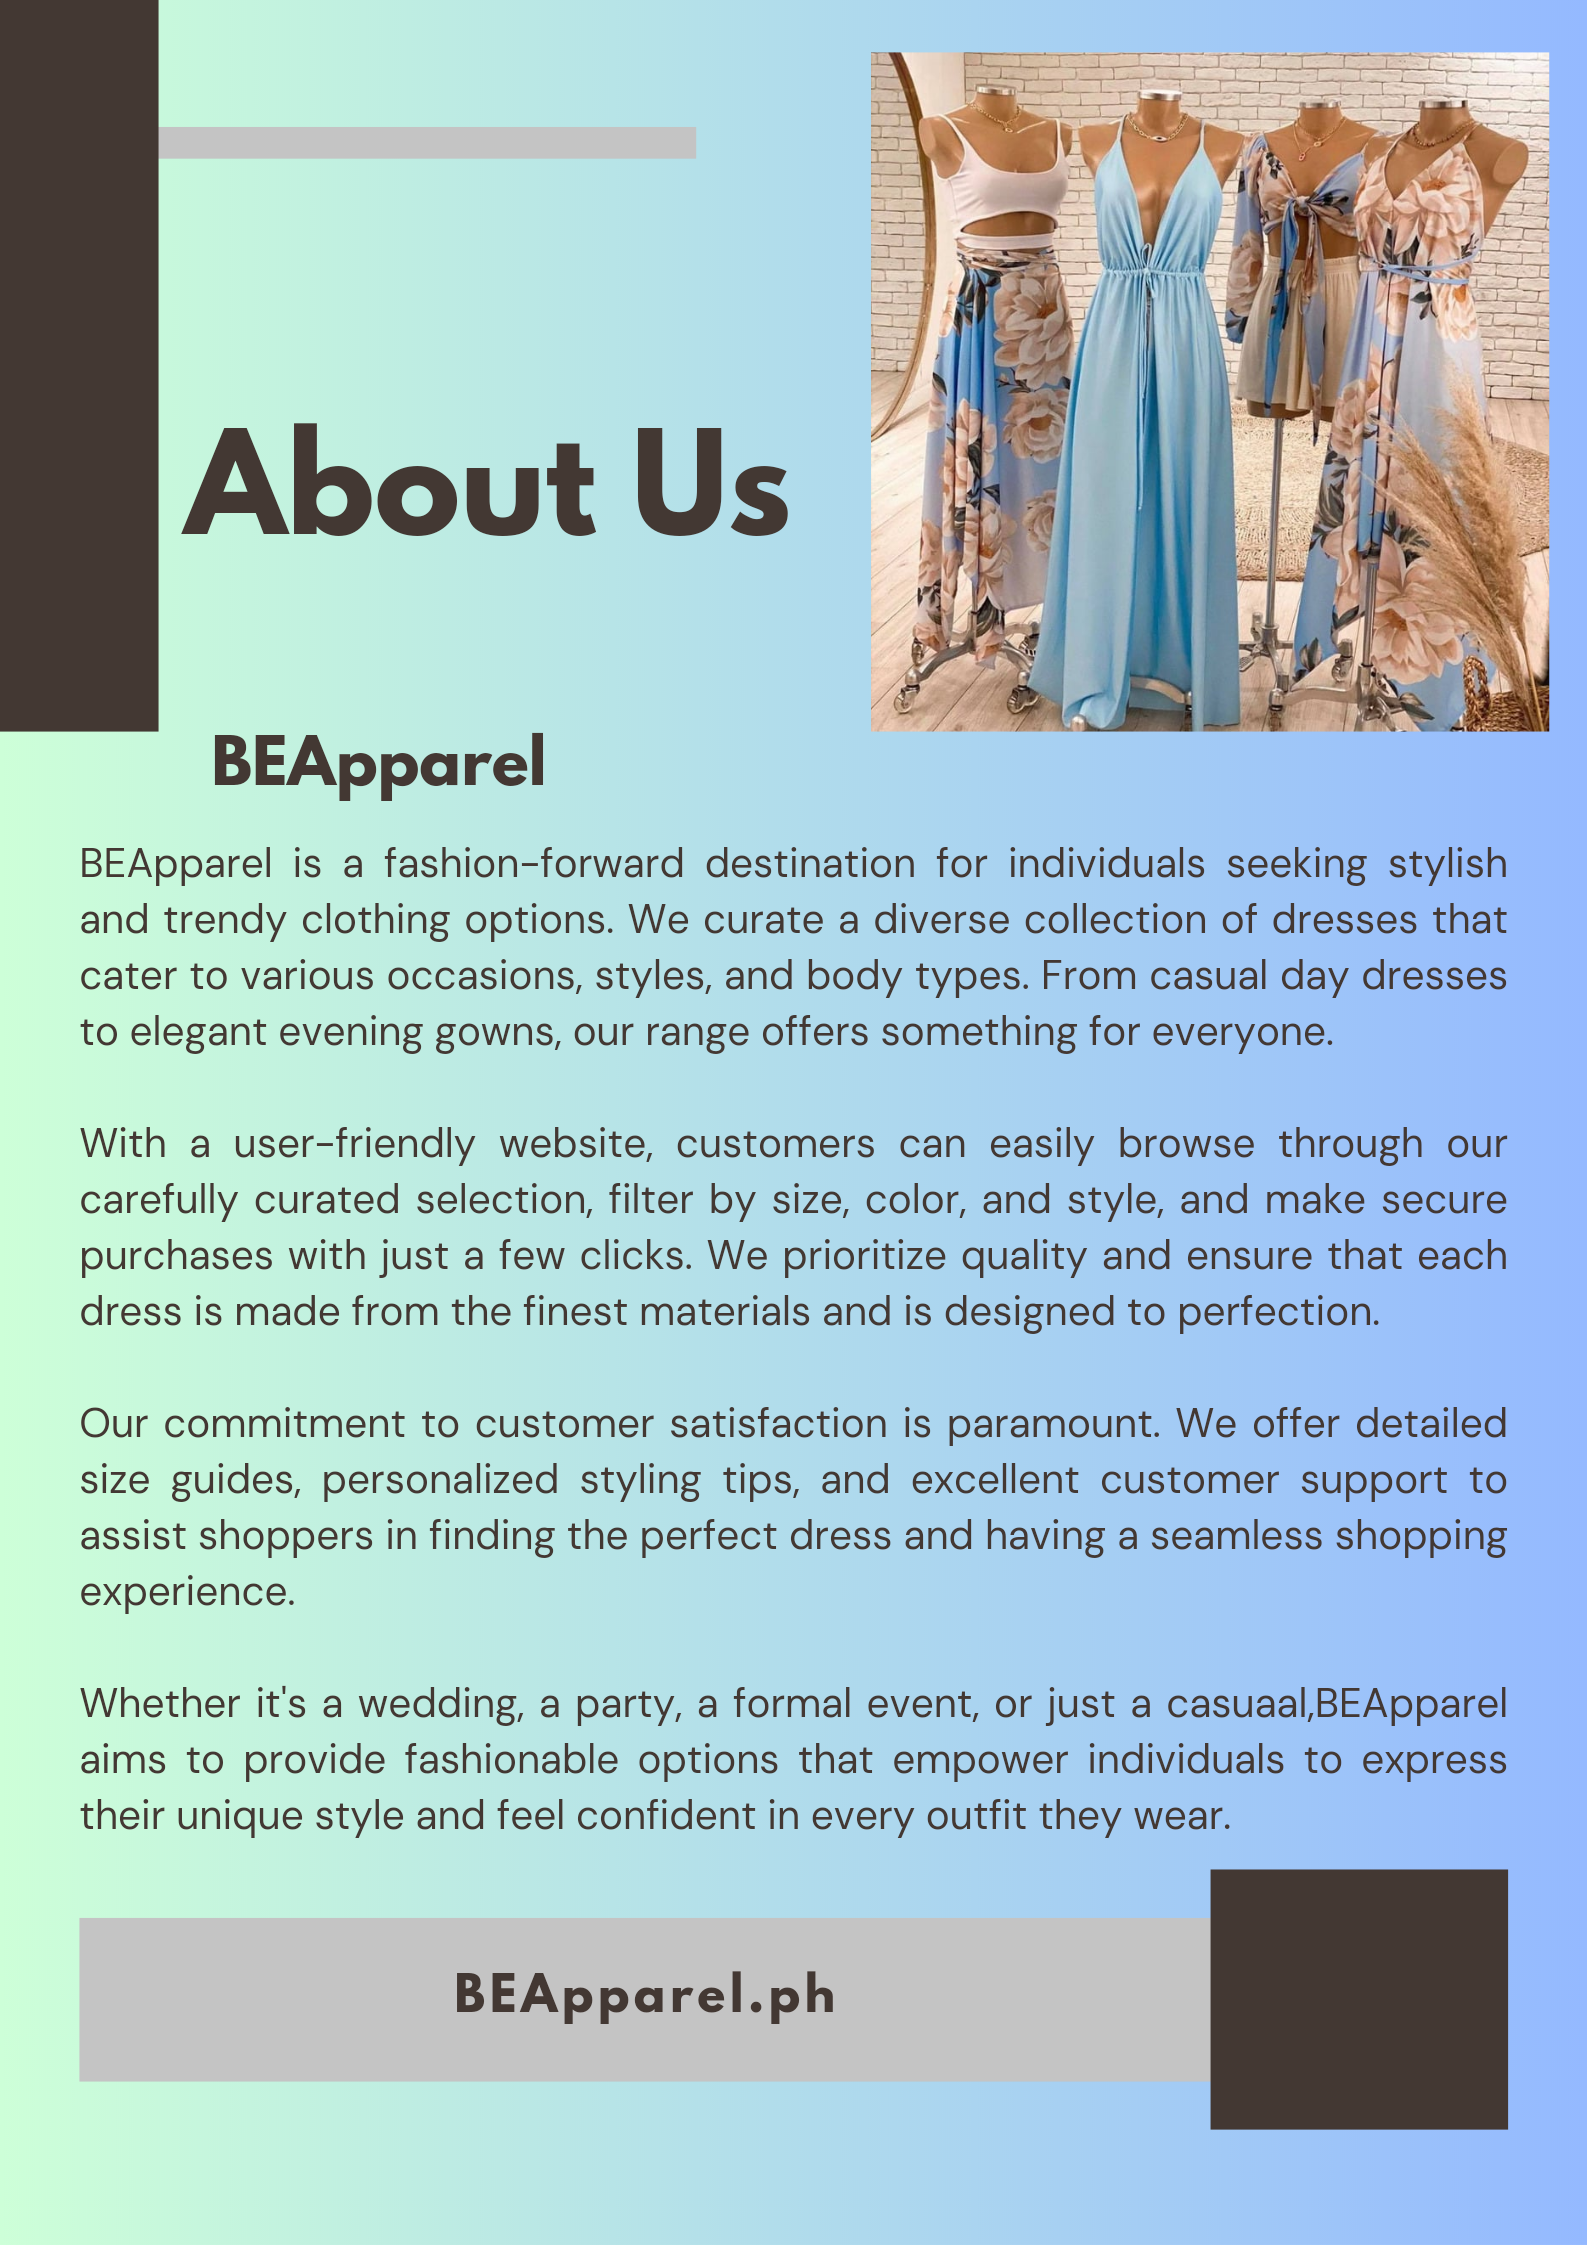 About Us
BEApparel
BEApparel is a fashion-forward destination for individuals seeking stylish
and trendy clothing options. We curate a diverse collection of dresses that
cater to various occasions, styles, and body types. From casual day dresses
to elegant evening gowns, our range offers something for everyone.
With a user-friendly website, customers can easily browse through our
carefully curated selection, filter by size, color, and style, and make secure
purchases with just a few clicks. We prioritize quality and ensure that each
dress is made from the finest materials and is designed to perfection.
Our commitment to customer satisfaction is paramount. We offer detailed
size guides, personalized styling tips, and excellent customer support to
assist shoppers in finding the perfect dress and having a seamless shopping
experience.
Whether it's a wedding, a party, a formal event, or just a casuaal,BEApparel
aims to provide fashionable options that empower individuals to express
their unique style and feel confident in every outfit they wear.
BEApparel.ph